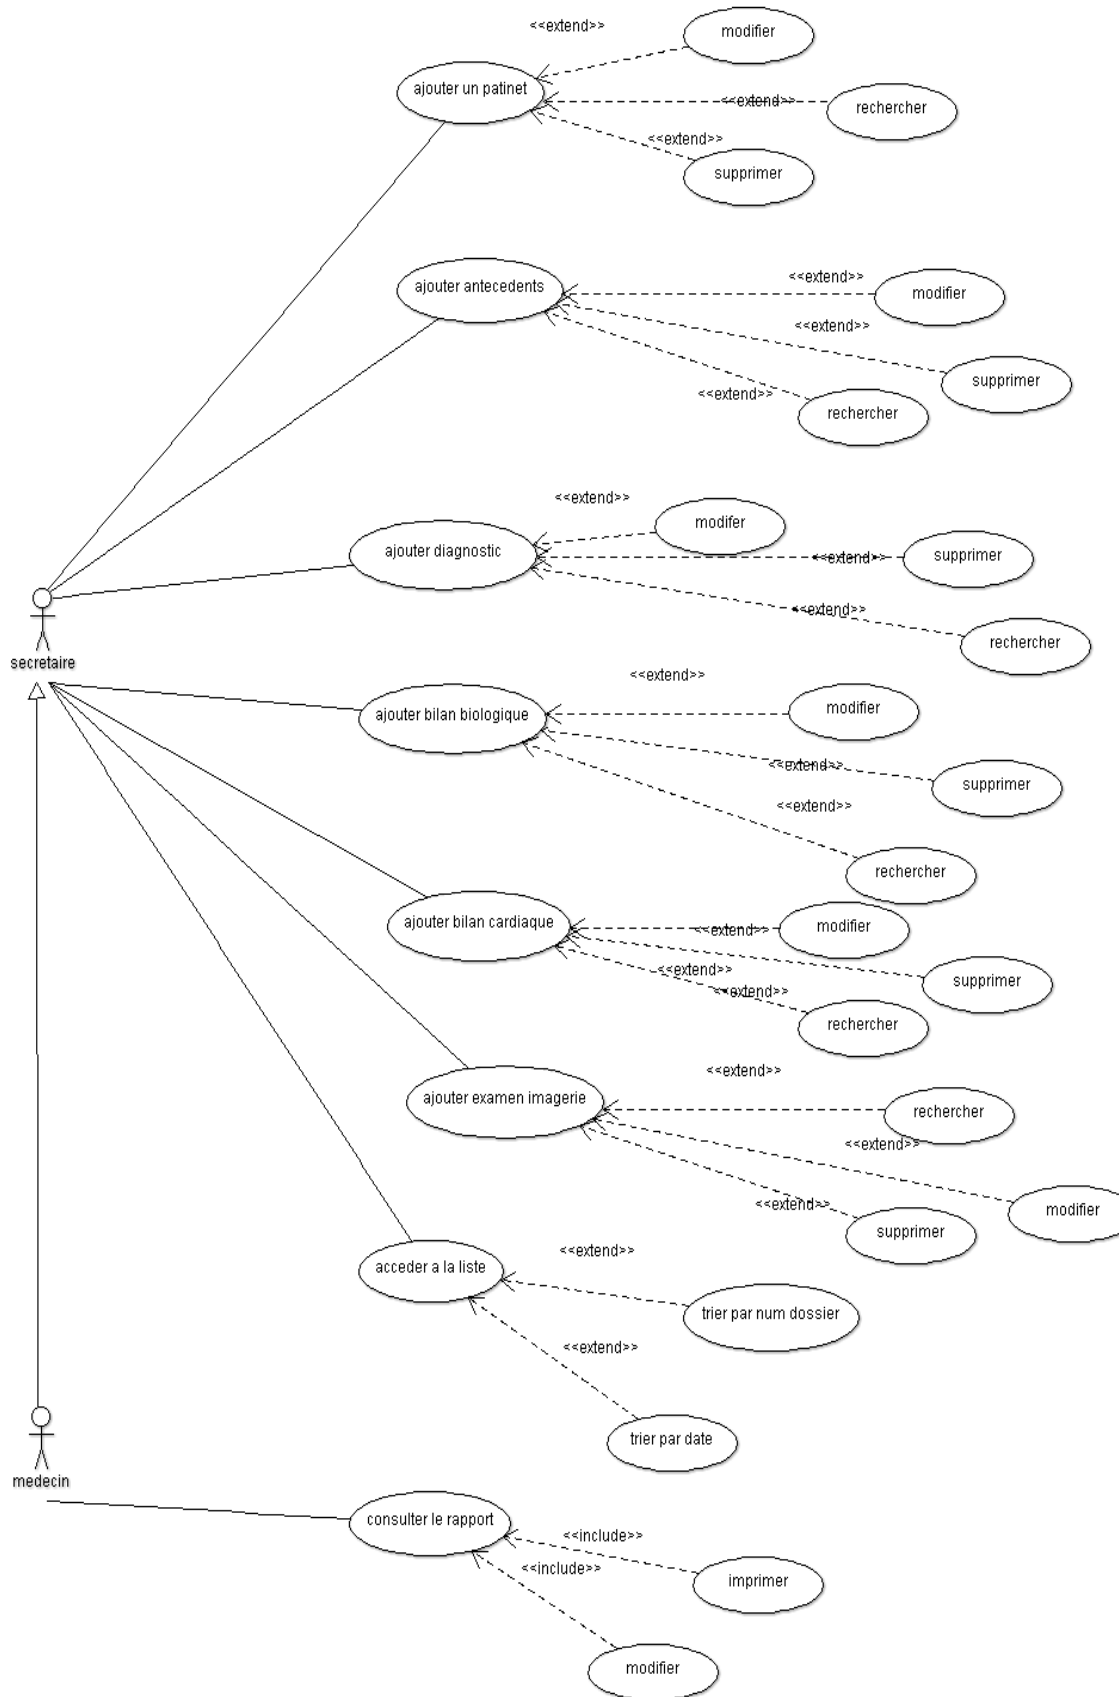 <<extend>>
modifier
ajouter un patinet
<<extend>>
rechercher
<<extend>>
supprimer
ajouter antecedents
<<extend>>
modifier
<<extend>>
supprimer
<<extend>>
rechercher
<<extend>>
modifer
ajouter diagnostic
<<extend>>
supprimer
<<extend>>
rechercher
secretaire
<<extend>>
modifier
ajouter bilan biologique
<<extend>>
supprimer
<<extend>>
rechercher
ajouter bilan cardiaque
<<extend>>
modifier
<<extend>>
supprimer
<<extend>>
rechercher
<<extend>>
ajouter examen imagerie
rechercher
<<extend>>
modifier
<<extend>>
supprimer
<<extend>>
acceder a la liste
trier par num dossier
<<extend>>
trier par date
medecin
consulter le rapport
<<include>>
imprimer
<<include>>
modifier